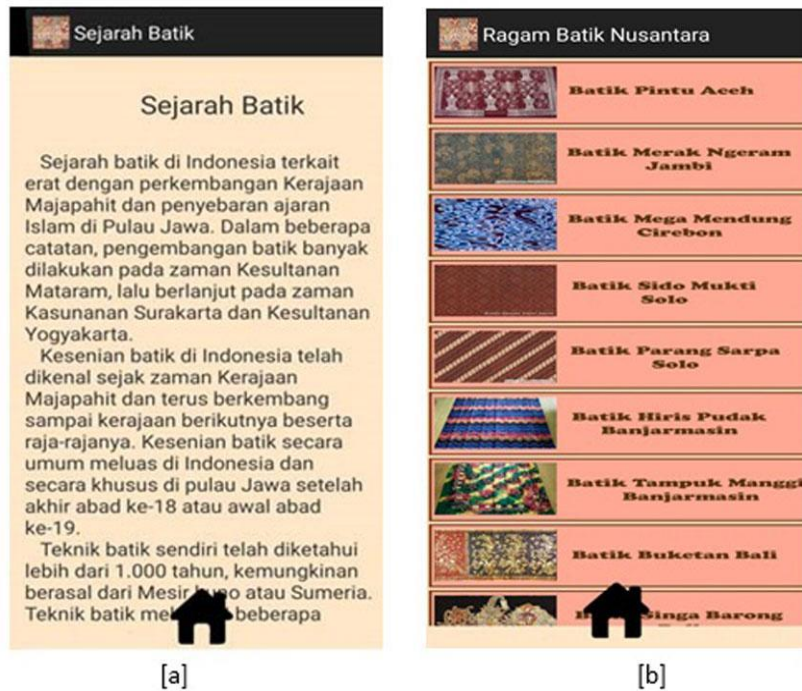 Sejarah Batik
Sejarah Batik
Sejarah batik di Indonesia terkait
erat dengan perkembangan Kerajaan
Majapahit dan penyebaran ajaran
Islam di Pulau Jawa. Dalam beberapa
catatan, pengembangan batik banyak
dilakukan pada zaman Kesultanan
Mataram, lalu berlanjut pada zaman
Kasunanan Surakarta dan Kesultanan
Yogyakarta.
Kesenian batik di Indonesia telah
dikenal sejak zaman Kerajaan
Majapahit dan terus berkembang
sampai kerajaan berikutnya beserta
raja-rajanya. Kesenian batik secara
umum meluas di Indonesia dan
secara khusus di pulau Jawa setelah
akhir abad ke-18 atau awal abad
ke-19.
Teknik batik sendiri telah diketahui
lebih dari 1.000 tahun, kemungkinan
berasal dari Mesir atau Sumeria.
Teknik batik beberapa
[a]
Ragam Batik Nusantara
Batik Pintu Aceh
Batik Merak Ngeram
Jambi
Batik Mega Mendung
Cirebon
Batik Sido Mukti
Solo
Batik Parang Sarpa
Solo
Batik Hiris Pudak
Banjarmasin
Batik Tampuk Manggi
Banjarmasin
Batik Buketan Bali
Singa Barong
[b]